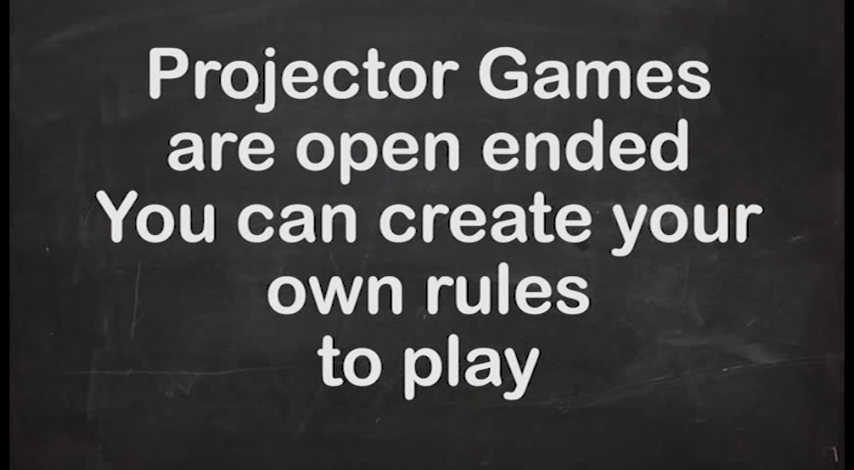 Projector Games
are open ended
You can create your
own rules
to play